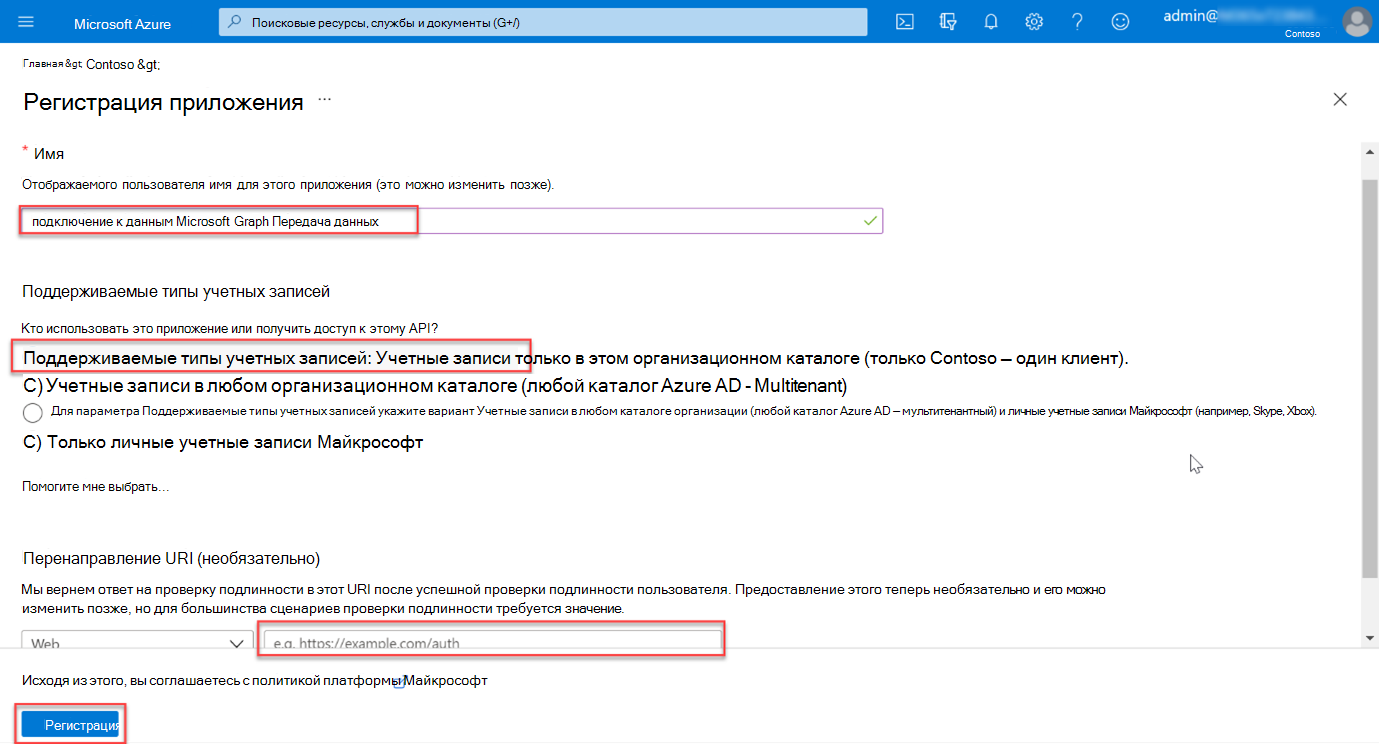 Microsoft Azure
Поисковые ресурсы, службы и документы (G+/)
admin@
Contoso
Главная &gt; Contoso &gt;
Регистрация приложения ...
* Имя
Отображаемого пользователя имя для этого приложения (это можно изменить позже).
подключение к данным Microsoft Graph Передача данных
Поддерживаемые типы учетных записей
Кто использовать это приложение или получить доступ к этому API?
Поддерживаемые типы учетных записей: Учетные записи только в этом организационном каталоге (только Contoso — один клиент).
C) Учетные записи в любом организационном каталоге (любой каталог Azure AD - Multitenant)
Для параметра Поддерживаемые типы учетных записей укажите вариант Учетные записи в любом каталоге организации (любой каталог Azure AD — мультитенантный) и личные учетные записи Майкрософт (например, Skype, Xbox).
C) Только личные учетные записи Майкрософт
Помогите мне выбрать...
Перенаправление URI (необязательно)
Мы вернем ответ на проверку подлинности в этот URI после успешной проверки подлинности пользователя. Предоставление этого теперь необязательно и его можно
изменить позже, но для большинства сценариев проверки подлинности требуется значение.
Web
e.g. https://example.com/auth
Исходя из этого, вы соглашаетесь с политикой платформы Майкрософт
Регистрация